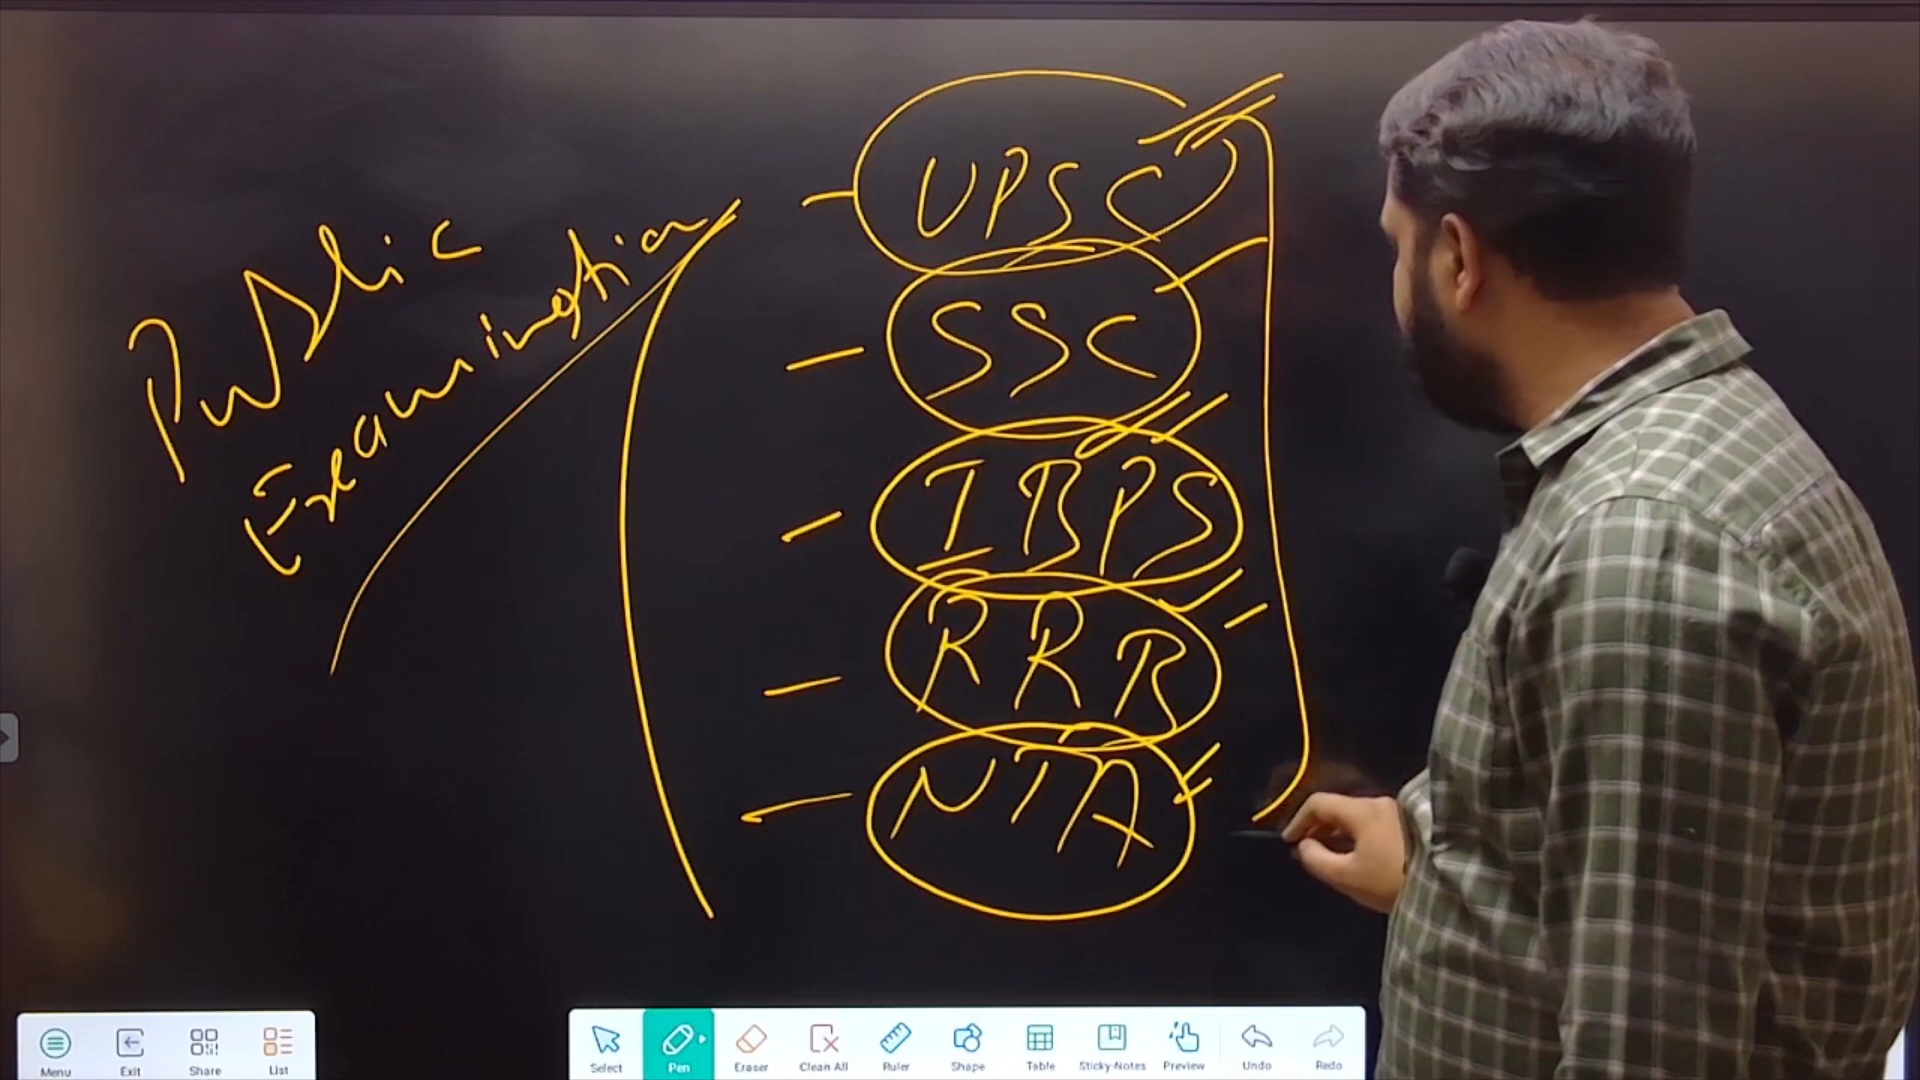 Public
Examination
UPSC
SSC
IBPS
RRB
NTA
Menu
Exit
Share
List
Select
Pen
Eraser
Clean All
Ruler
Shape
Table
Sticky-Notes
Preview
Undo
Redo